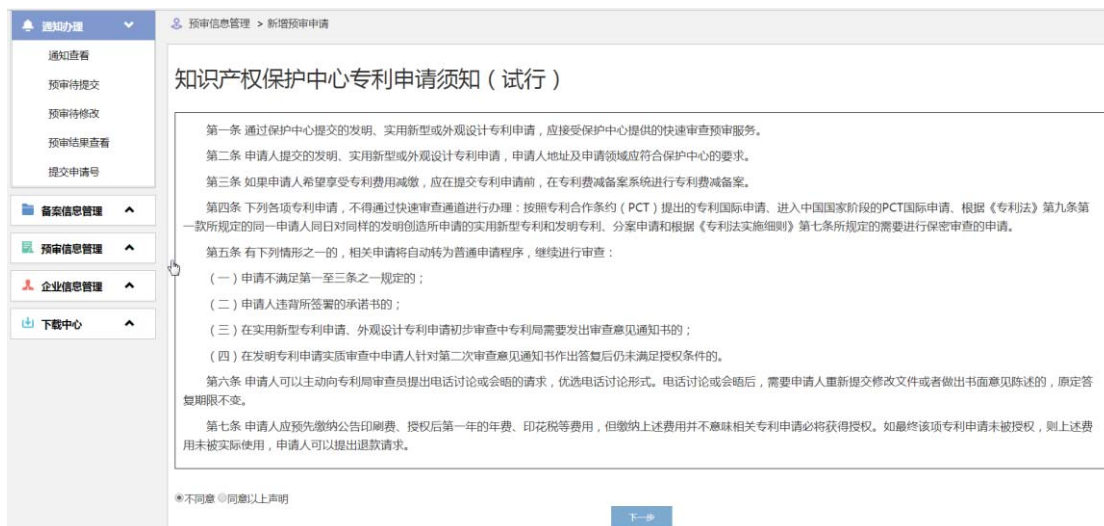 通知办理
通知查看
预审待提交
预审待修改
预审结果查看
提交申请号
备案信息管理
预审信息管理
企业信息管理
下载中心
预审信息管理 > 新增预审申请
知识产权保护中心专利申请须知（试行）
第一条 通过保护中心提交的发明、实用新型或外观设计专利申请，应接受保护中心提供的快速审查预审服务。
第二条 申请人提交的发明、实用新型或外观设计专利申请，申请人地址及申请领域应符合保护中心的要求。
第三条 如果申请人希望享受专利费用减缴，应在提交专利申请前，在专利费减备案系统进行专利费减备案。
第四条 下列各项专利申请，不得通过快速审查通道进行办理：按照专利合作条约（PCT）提出的专利国际申请、进入中国国家阶段的PCT国际申请、根据《专利法》第九条第
一款所规定的同一申请人同日对同样的发明创造所申请的实用新型专利和发明专利、分案申请和根据《专利法实施细则》第七条所规定的需要进行保密审查的申请。
第五条 有下列情形之一的，相关申请将自动转为普通申请程序，继续进行审查：
（一）申请不满足第一至三条之一规定的；
（二）申请人违背所签署的承诺书的；
（三）在实用新型专利申请、外观设计专利申请初步审查中专利局需要发出审查意见通知书的；
（四）在发明专利申请实质审查中申请人针对第二次审查意见通知书作出答复后仍未满足授权条件的。
第六条 申请人可以主动向专利局审查员提出电话讨论或会晤的请求，优选电话讨论形式。电话讨论或会晤后，需要申请人重新提交修改文件或者做出书面意见陈述的，原定答
复期限不变。
第七条 申请人应预先缴纳公告印刷费、授权后第一年的年费、印花税等费用，但缴纳上述费用并不意味相关专利申请必将获得授权。如最终该项专利申请未被授权，则上述费
用未被实际使用，申请人可以提出退款请求。
不同意 同意以上声明
下一步